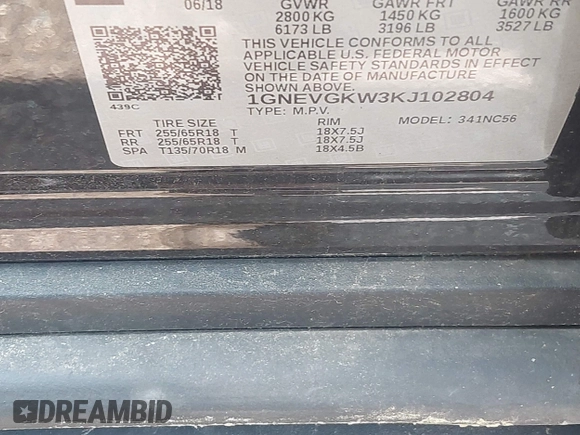 06/18 GVWR GAWR FRT GAWR RR
2800 KG 1450 KG 1600 KG
6173 LB 3196 LB 3527 LB
THIS VEHICLE CONFORMS TO ALL
APPLICABLE U.S. FEDERAL MOTOR
VEHICLE SAFETY STANDARDS IN EFFECT
ON THE DATE OF MANUFACTURE
SHOWN ABOVE.
1GNEVGKW3KJ102804
439C TYPE: M.P.V. MODEL: 341NC56
TIRE SIZE RIM
FRT 255/65R18 T 18X7.5J
RR 255/65R18 T 18X7.5J
SPA T135/70R18 M 18X4.5B
DREAMBID